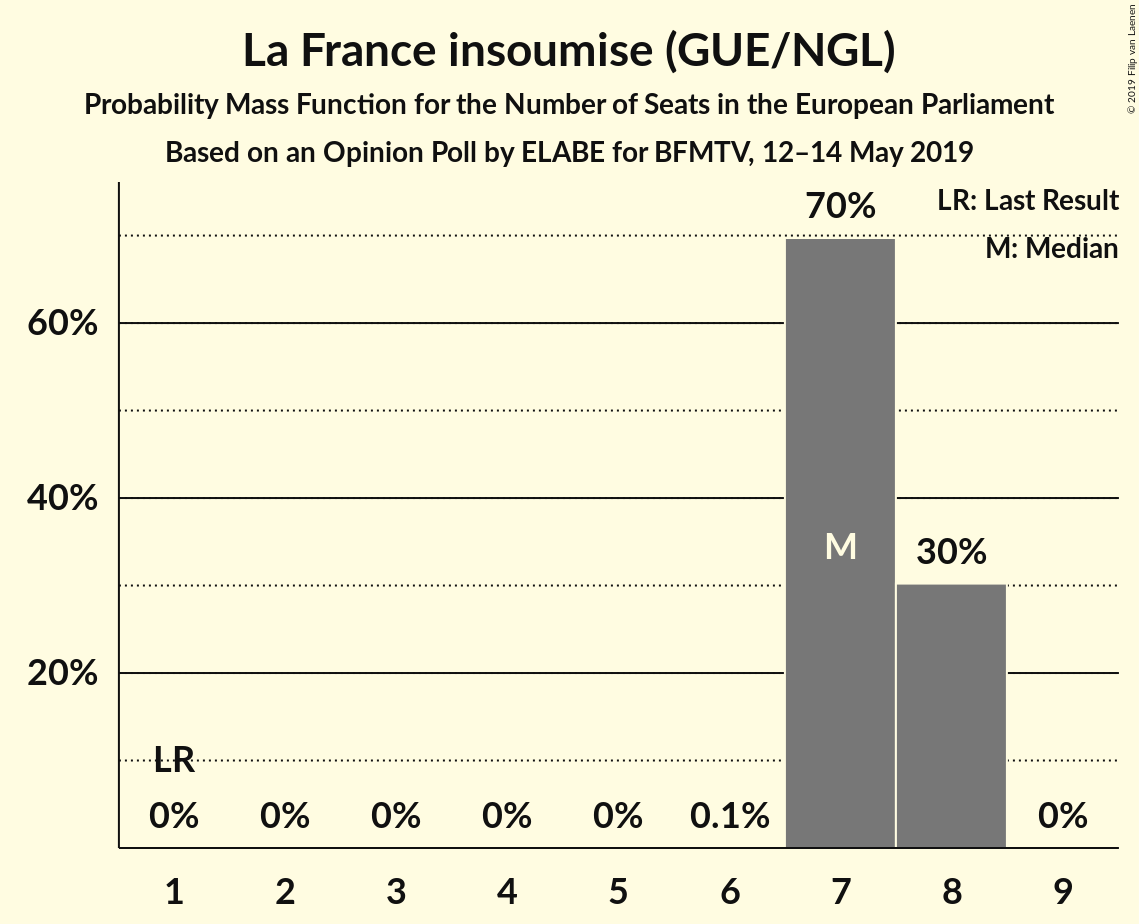 La France insoumise (GUE/NGL)
Probability Mass Function for the Number of Seats in the European Parliament
Based on an Opinion Poll by ELABE for BFMTV, 12–14 May 2019
© 2019 Filip van Laenen
LR: Last Result
M: Median
70%
60%
40%
M
30%
20%
LR
0% 0% 0% 0% 0% 0.1% 0%
1 2 3 4 5 6 7 8 9